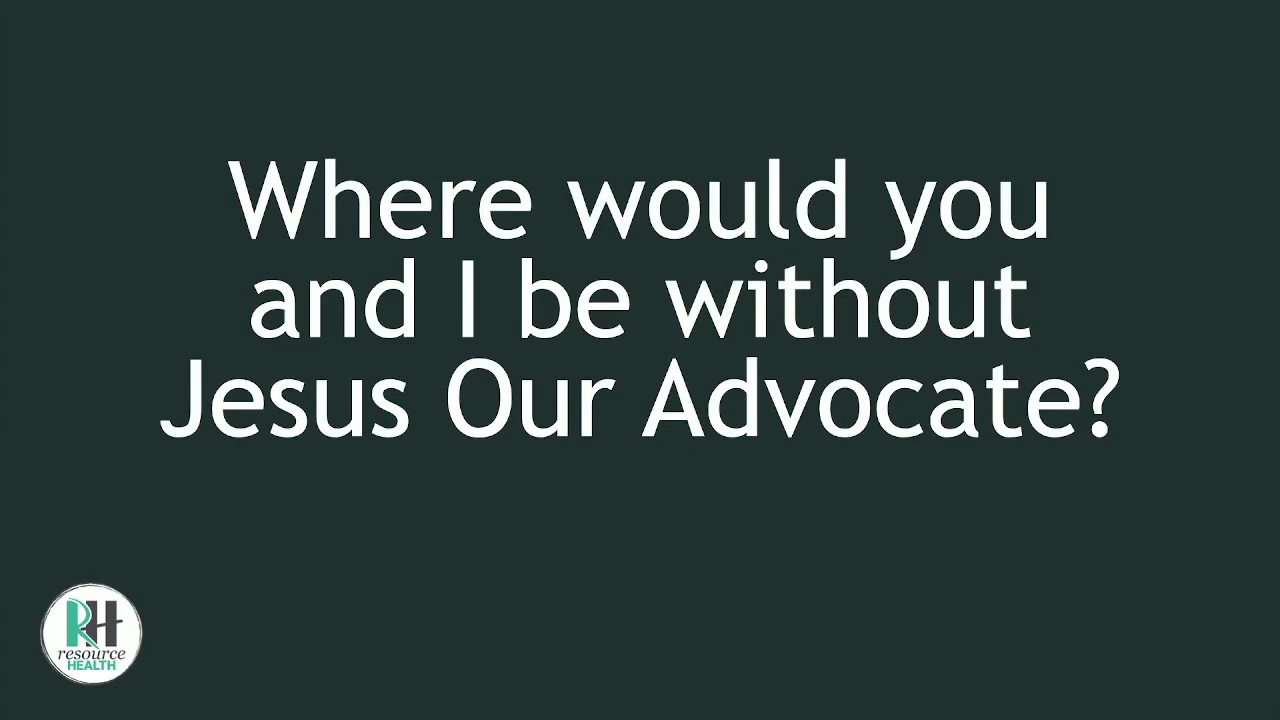 Where would you
and I be without
Jesus Our Advocate?
RH
resource
HEALTH